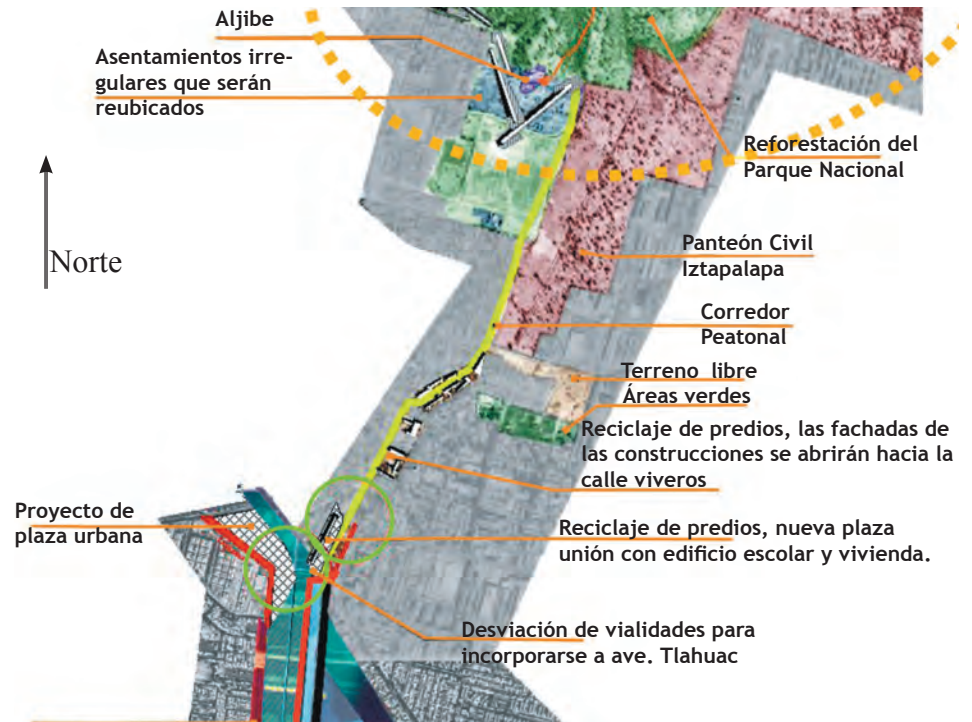 Aljibe
Asentamientos irre-
gulares que serán
reubicados
Reforestación del
Parque Nacional
Norte
Panteón Civil
Iztapalapa
Corredor
Peatonal
Terreno libre
Áreas verdes
Reciclaje de predios, las fachadas de
las construcciones se abrirán hacia la
calle viveros
Proyecto de
plaza urbana
Reciclaje de predios, nueva plaza
unión con edificio escolar y vivienda.
Desviación de vialidades para
incorporarse a ave. Tlahuac